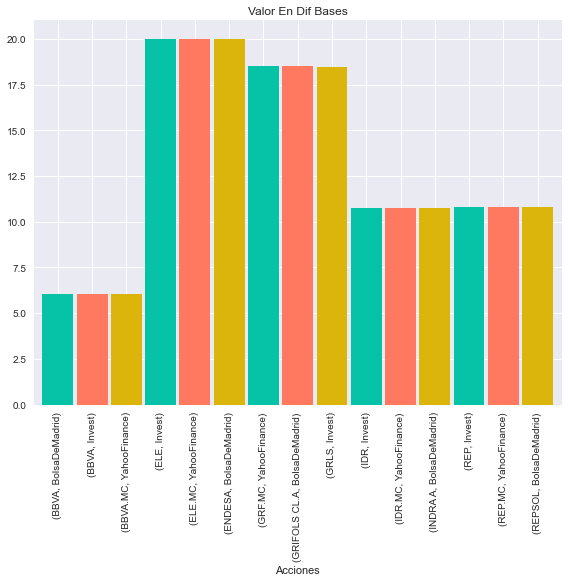 Valor En Dif Bases
20.0
17.5
15.0
12.5
10.0
7.5
5.0
2.5
0.0
(BBVA, BolsaDeMadrid)
(BBVA, Invest)
(BBVA.MC, YahooFinance)
(ELE, Invest)
(ELE.MC, YahooFinance)
(ENDESA, BolsaDeMadrid)
(GRF.MC, YahooFinance)
(GRIFOLS CL.A, BolsaDeMadrid)
(GRLS, Invest)
(IDR, Invest)
(IDR.MC, YahooFinance)
(INDRA A, BolsaDeMadrid)
(REP, Invest)
(REP.MC, YahooFinance)
(REPSOL, BolsaDeMadrid)
Acciones